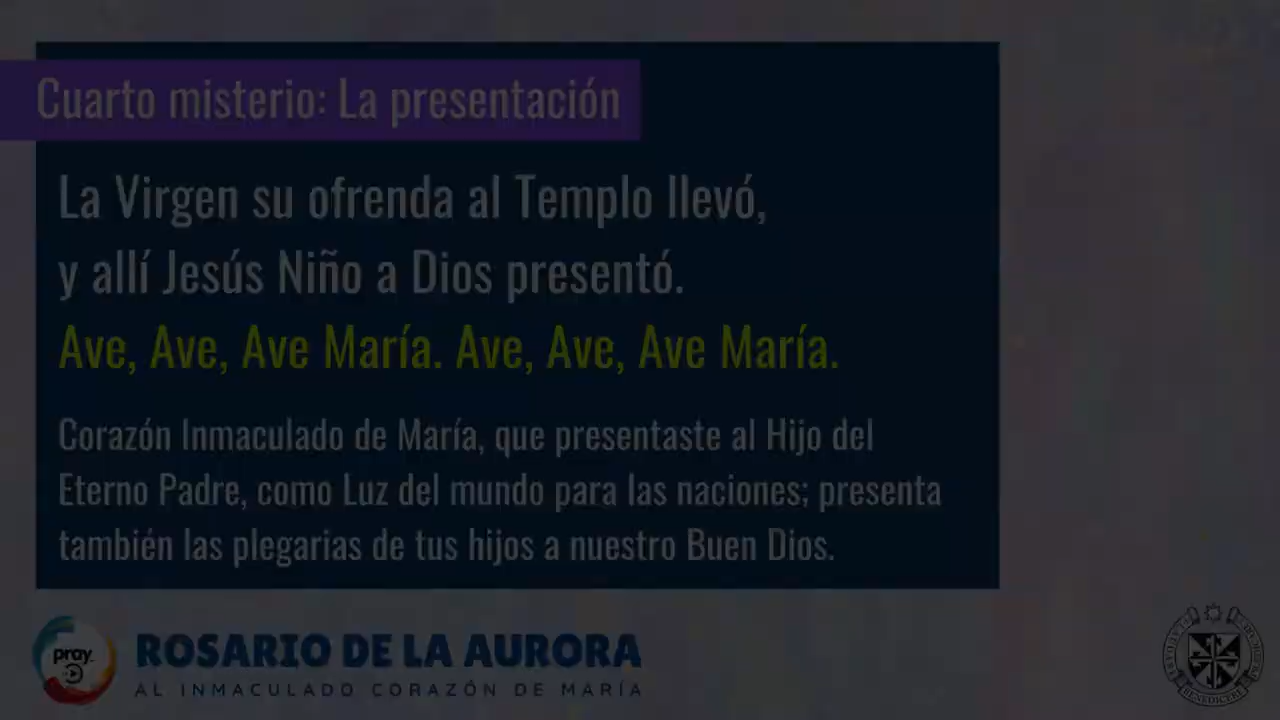 Cuarto misterio: La presentación
La Virgen su ofrenda al Templo llevó,
y allí Jesús Niño a Dios presentó.
Ave, Ave, Ave María. Ave, Ave, Ave María.
Corazón Inmaculado de María, que presentaste al Hijo del
Eterno Padre, como Luz del mundo para las naciones; presenta
también las plegarias de tus hijos a nuestro Buen Dios.
pray
ROSARIO DE LA AURORA
AL INMACULADO CORAZÓN DE MARÍA
LAUDARE
BENEDICERE